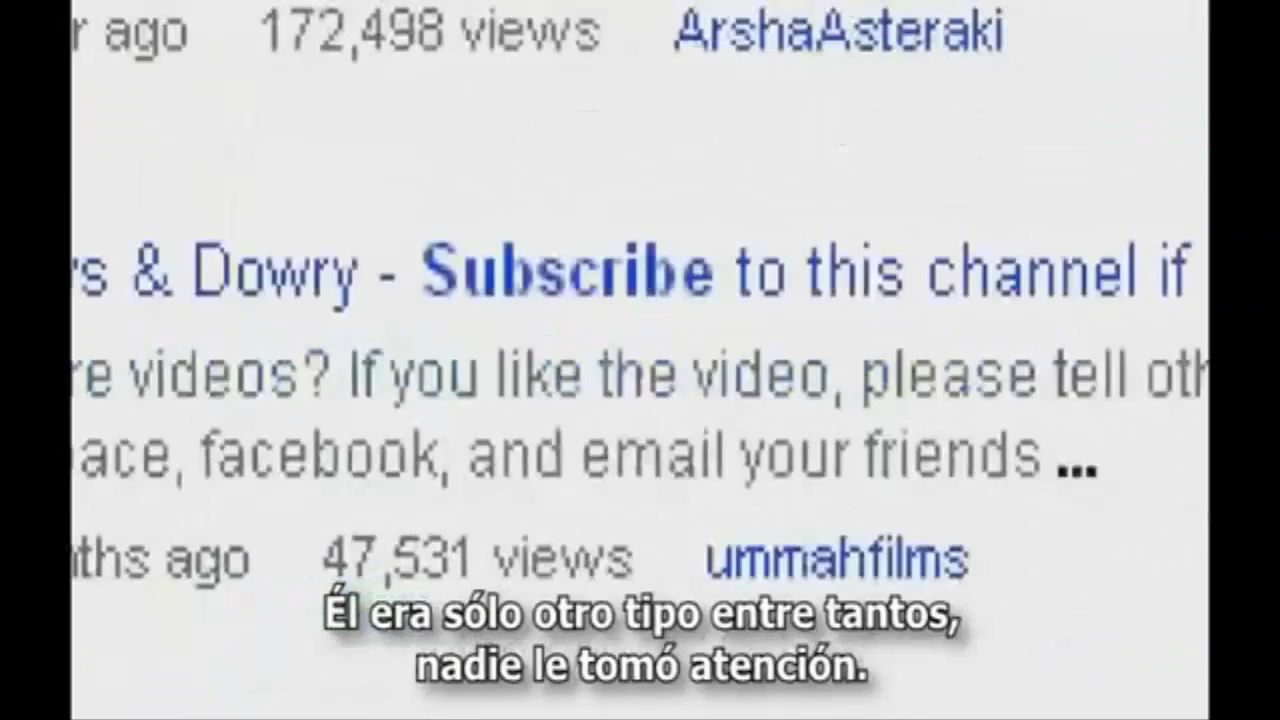 r ago 172,498 views ArshaAsteraki
s & Dowry - Subscribe to this channel if
re videos? If you like the video, please tell oth
ace, facebook, and email your friends ...
nths ago 47,531 views ummahfilms
Él era sólo otro tipo entre tantos,
nadie le tomó atención.